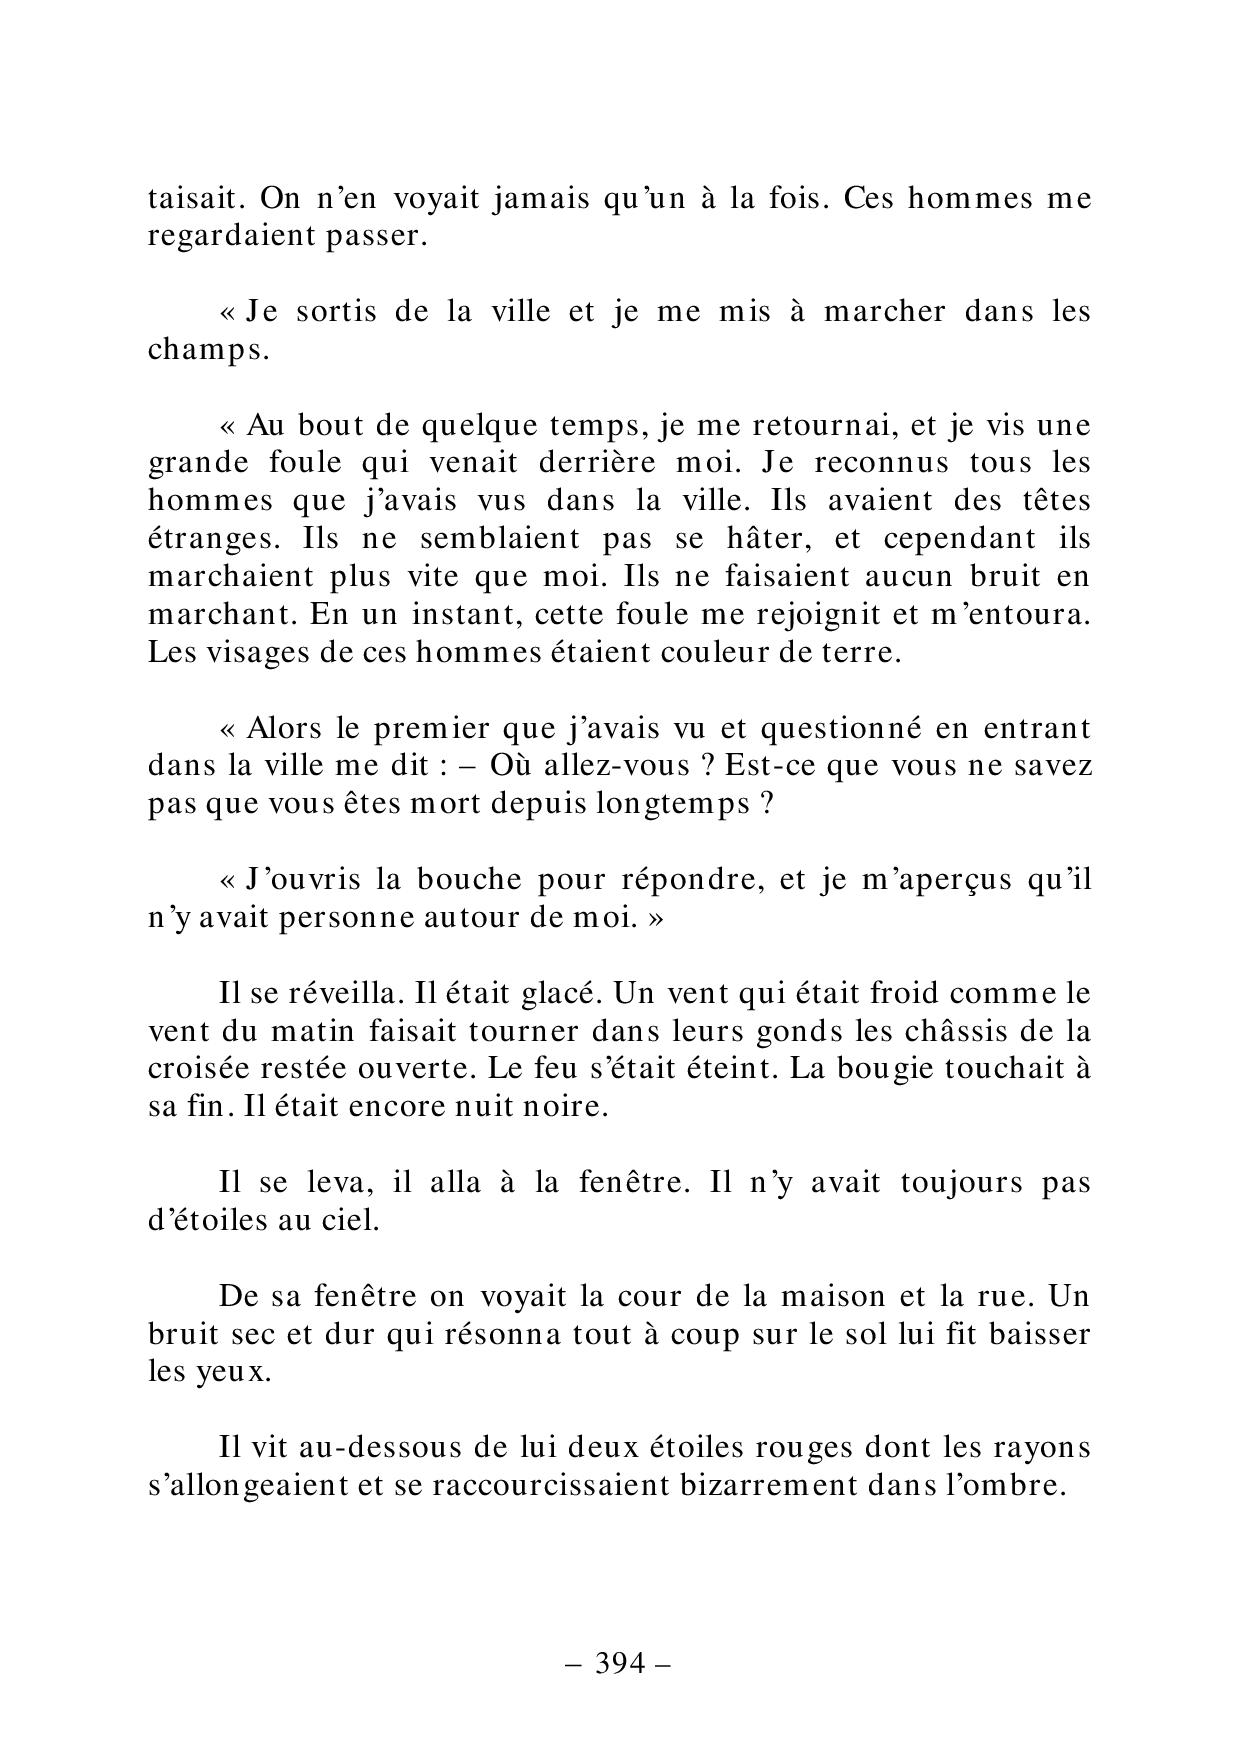 taisait. On n’en voyait jamais qu’un à la fois. Ces hommes me
regardaient passer.
« Je sortis de la ville et je me mis à marcher dans les
champs.
« Au bout de quelque temps, je me retournai, et je vis une
grande foule qui venait derrière moi. Je reconnus tous les
hommes que j’avais vus dans la ville. Ils avaient des têtes
étranges. Ils ne semblaient pas se hâter, et cependant ils
marchaient plus vite que moi. Ils ne faisaient aucun bruit en
marchant. En un instant, cette foule me rejoignit et m’entoura.
Les visages de ces hommes étaient couleur de terre.
« Alors le premier que j’avais vu et questionné en entrant
dans la ville me dit : – Où allez-vous ? Est-ce que vous ne savez
pas que vous êtes mort depuis longtemps ?
« J’ouvris la bouche pour répondre, et je m’aperçus qu’il
n’y avait personne autour de moi. »
Il se réveilla. Il était glacé. Un vent qui était froid comme le
vent du matin faisait tourner dans leurs gonds les châssis de la
croisée restée ouverte. Le feu s’était éteint. La bougie touchait à
sa fin. Il était encore nuit noire.
Il se leva, il alla à la fenêtre. Il n’y avait toujours pas
d’étoiles au ciel.
De sa fenêtre on voyait la cour de la maison et la rue. Un
bruit sec et dur qui résonna tout à coup sur le sol lui fit baisser
les yeux.
Il vit au-dessous de lui deux étoiles rouges dont les rayons
s’allongeaient et se raccourcissaient bizarrement dans l’ombre.
– 394 –